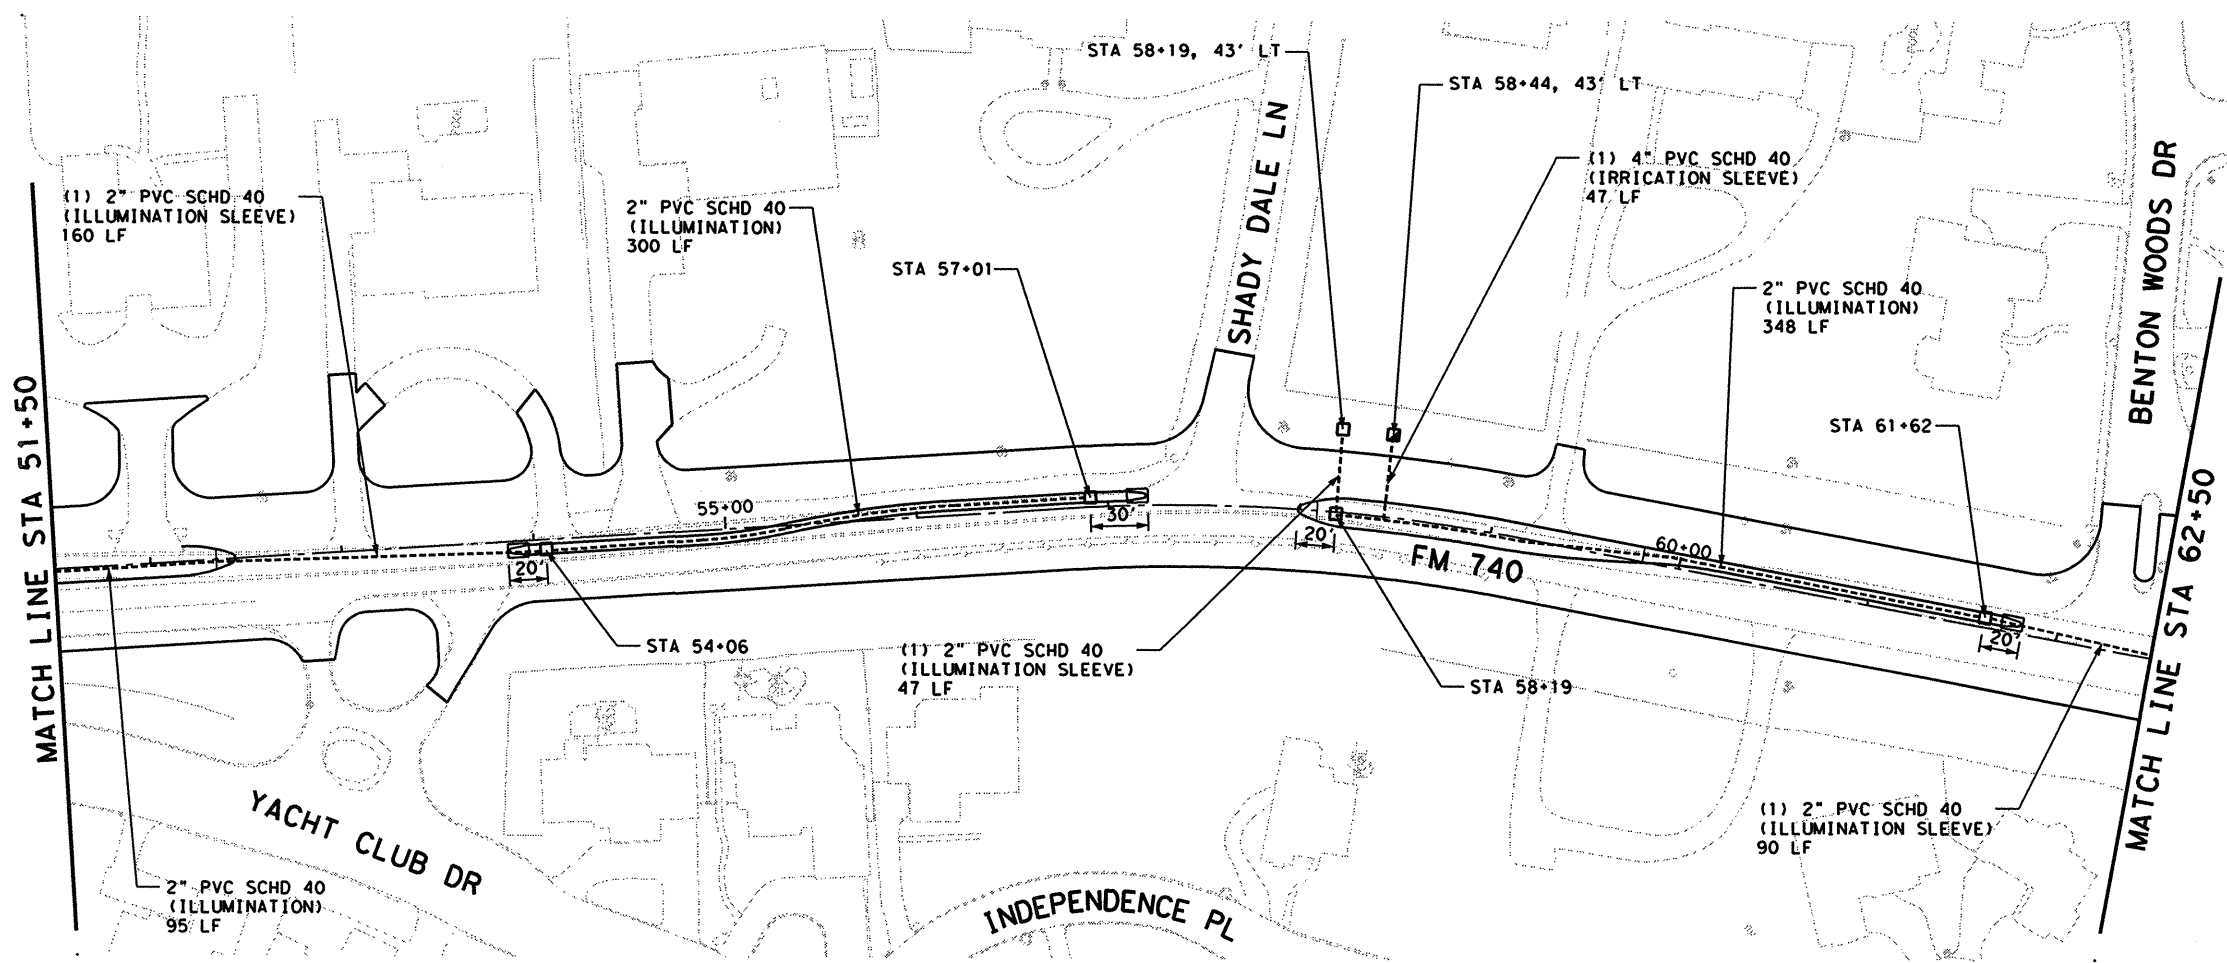 STA 58+19, 43' LT
STA 58+44, 43' LT
SHADY DALE LN
(1) 4" PVC SCHD 40
(IRRICATION SLEEVE)
47 LF
BENTON WOODS DR
(1) 2" PVC SCHD 40
(ILLUMINATION SLEEVE)
160 LF
2" PVC SCHD 40
(ILLUMINATION)
300 LF
STA 57+01
2" PVC SCHD 40
(ILLUMINATION)
348 LF
STA 61+62
MATCH LINE STA 51+50
MATCH LINE STA 62+50
55+00
30'
20'
20'
60+00
FM 740
20'
STA 54+06
(1) 2" PVC SCHD 40
(ILLUMINATION SLEEVE)
47 LF
STA 58+19
(1) 2" PVC SCHD 40
(ILLUMINATION SLEEVE)
90 LF
YACHT CLUB DR
2" PVC SCHD 40
(ILLUMINATION)
95 LF
INDEPENDENCE PL